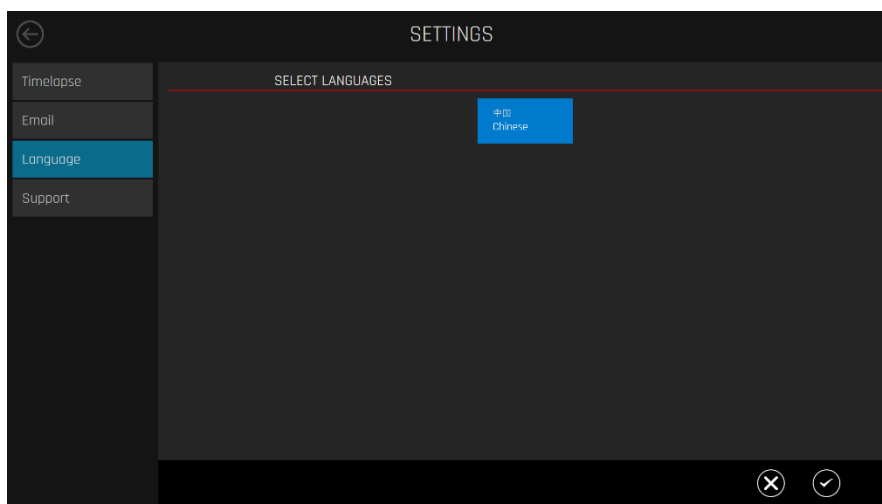 SETTINGS
Timelapse
Email
Language
Support
SELECT LANGUAGES
中国
Chinese